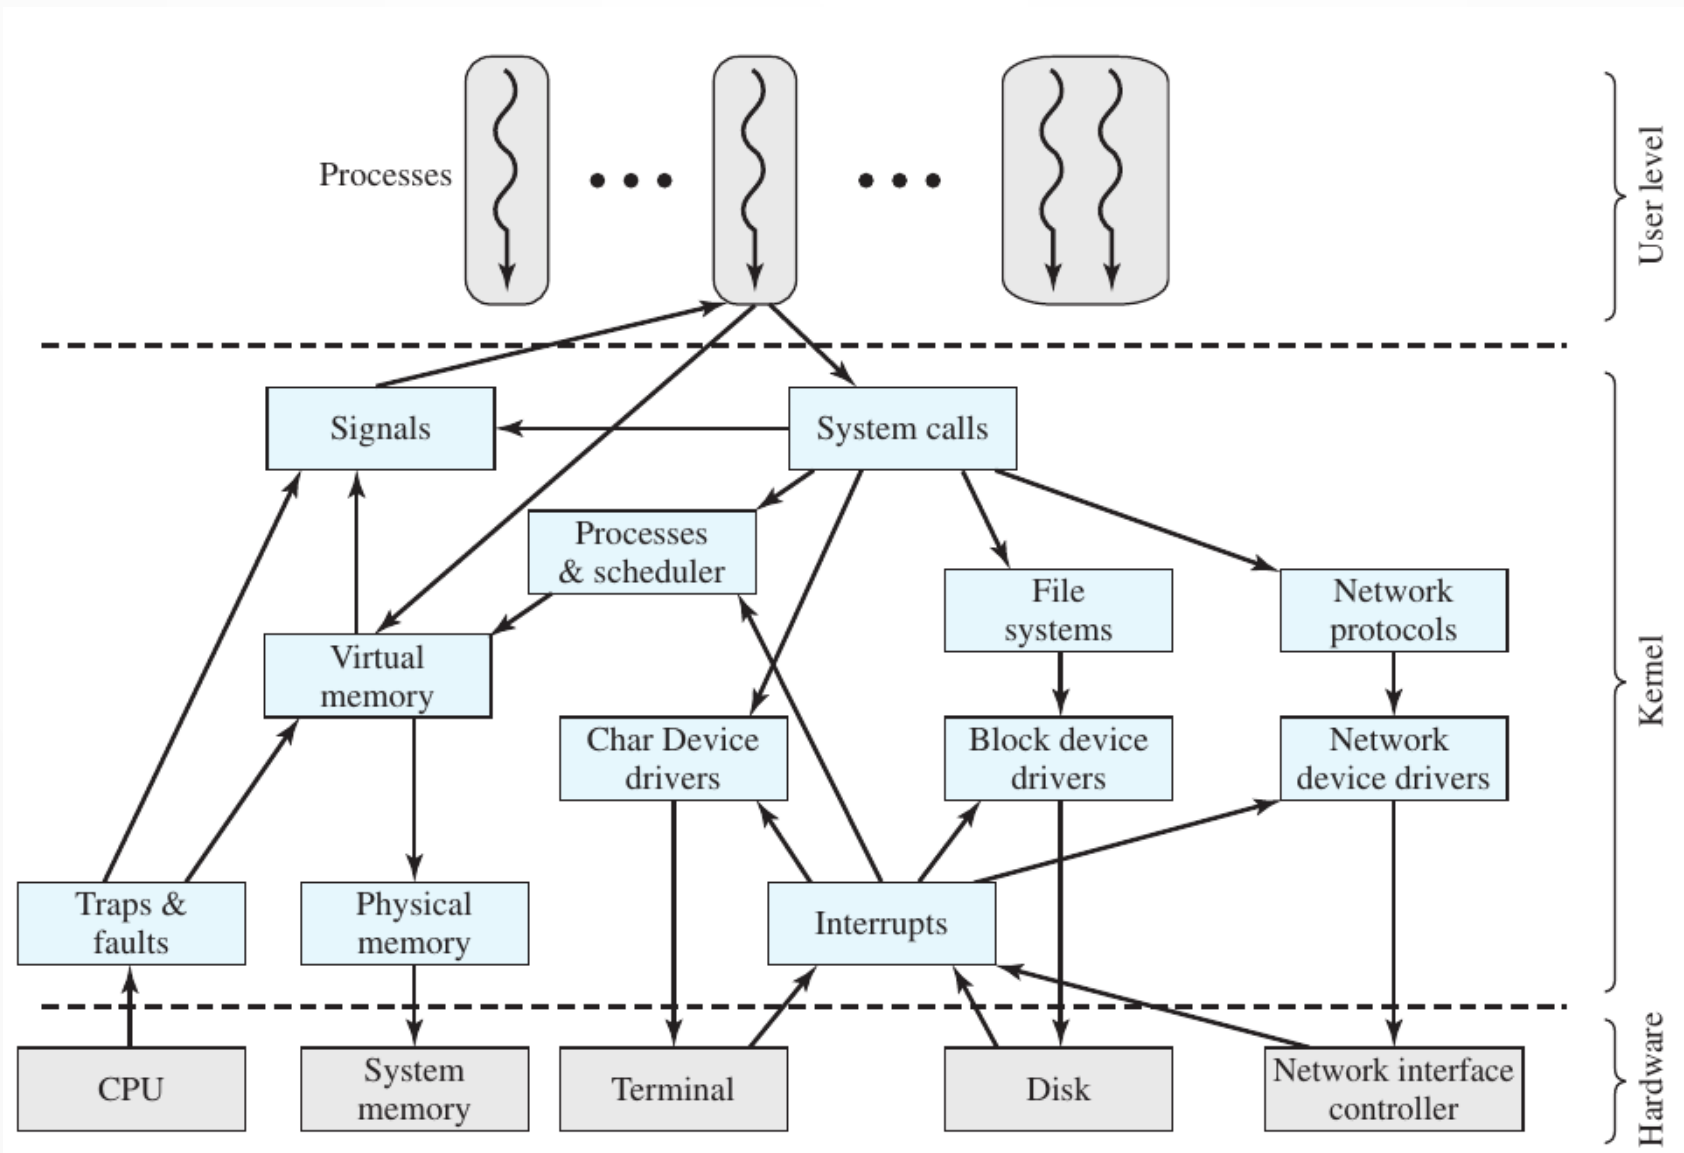 Processes
User level
Signals
System calls
Processes
& scheduler
File
systems
Network
protocols
Virtual
memory
Kernel
Char Device
drivers
Block device
drivers
Network
device drivers
Traps &
faults
Physical
memory
Interrupts
CPU
System
memory
Terminal
Disk
Network interface
controller
Hardware